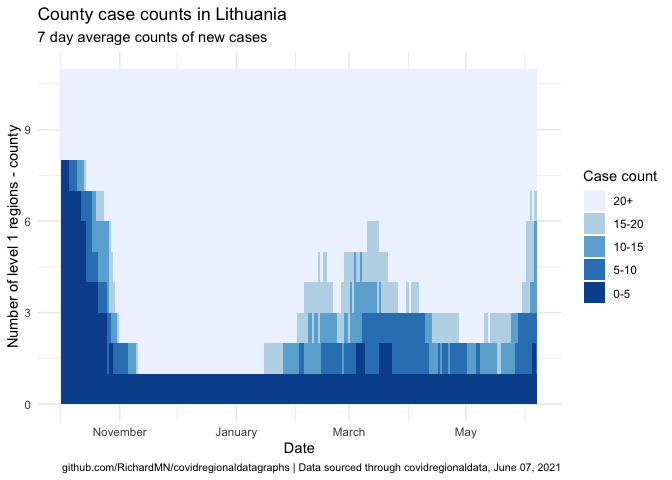 County case counts in Lithuania
7 day average counts of new cases
Number of level 1 regions - county
9
6
3
0
November
January
March
May
Date
Case count
20+
15-20
10-15
5-10
0-5
github.com/RichardMN/covidregionaldatagraphs | Data sourced through covidregionaldata, June 07, 2021